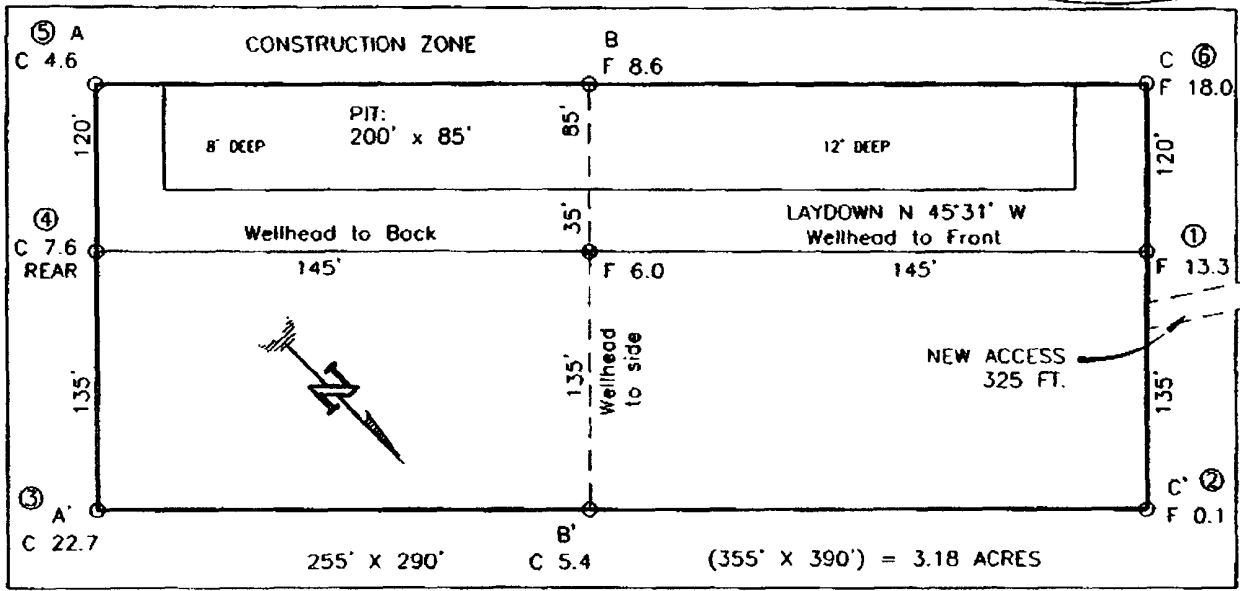 ⑤ A
C 4.6
CONSTRUCTION ZONE
B
F 8.6
C ⑥
F 18.0
120'
PIT:
200' x 85'
8' DEEP
85'
12' DEEP
120'
④
C 7.6
REAR
Wellhead to Back
145'
35'
F 6.0
LAYDOWN N 45°31' W
Wellhead to Front
145'
①
F 13.3
135'
135'
Wellhead
to side
NEW ACCESS
325 FT.
135'
③ A'
C 22.7
255' X 290'
B'
C 5.4
(355' X 390') = 3.18 ACRES
C' ②
F 0.1